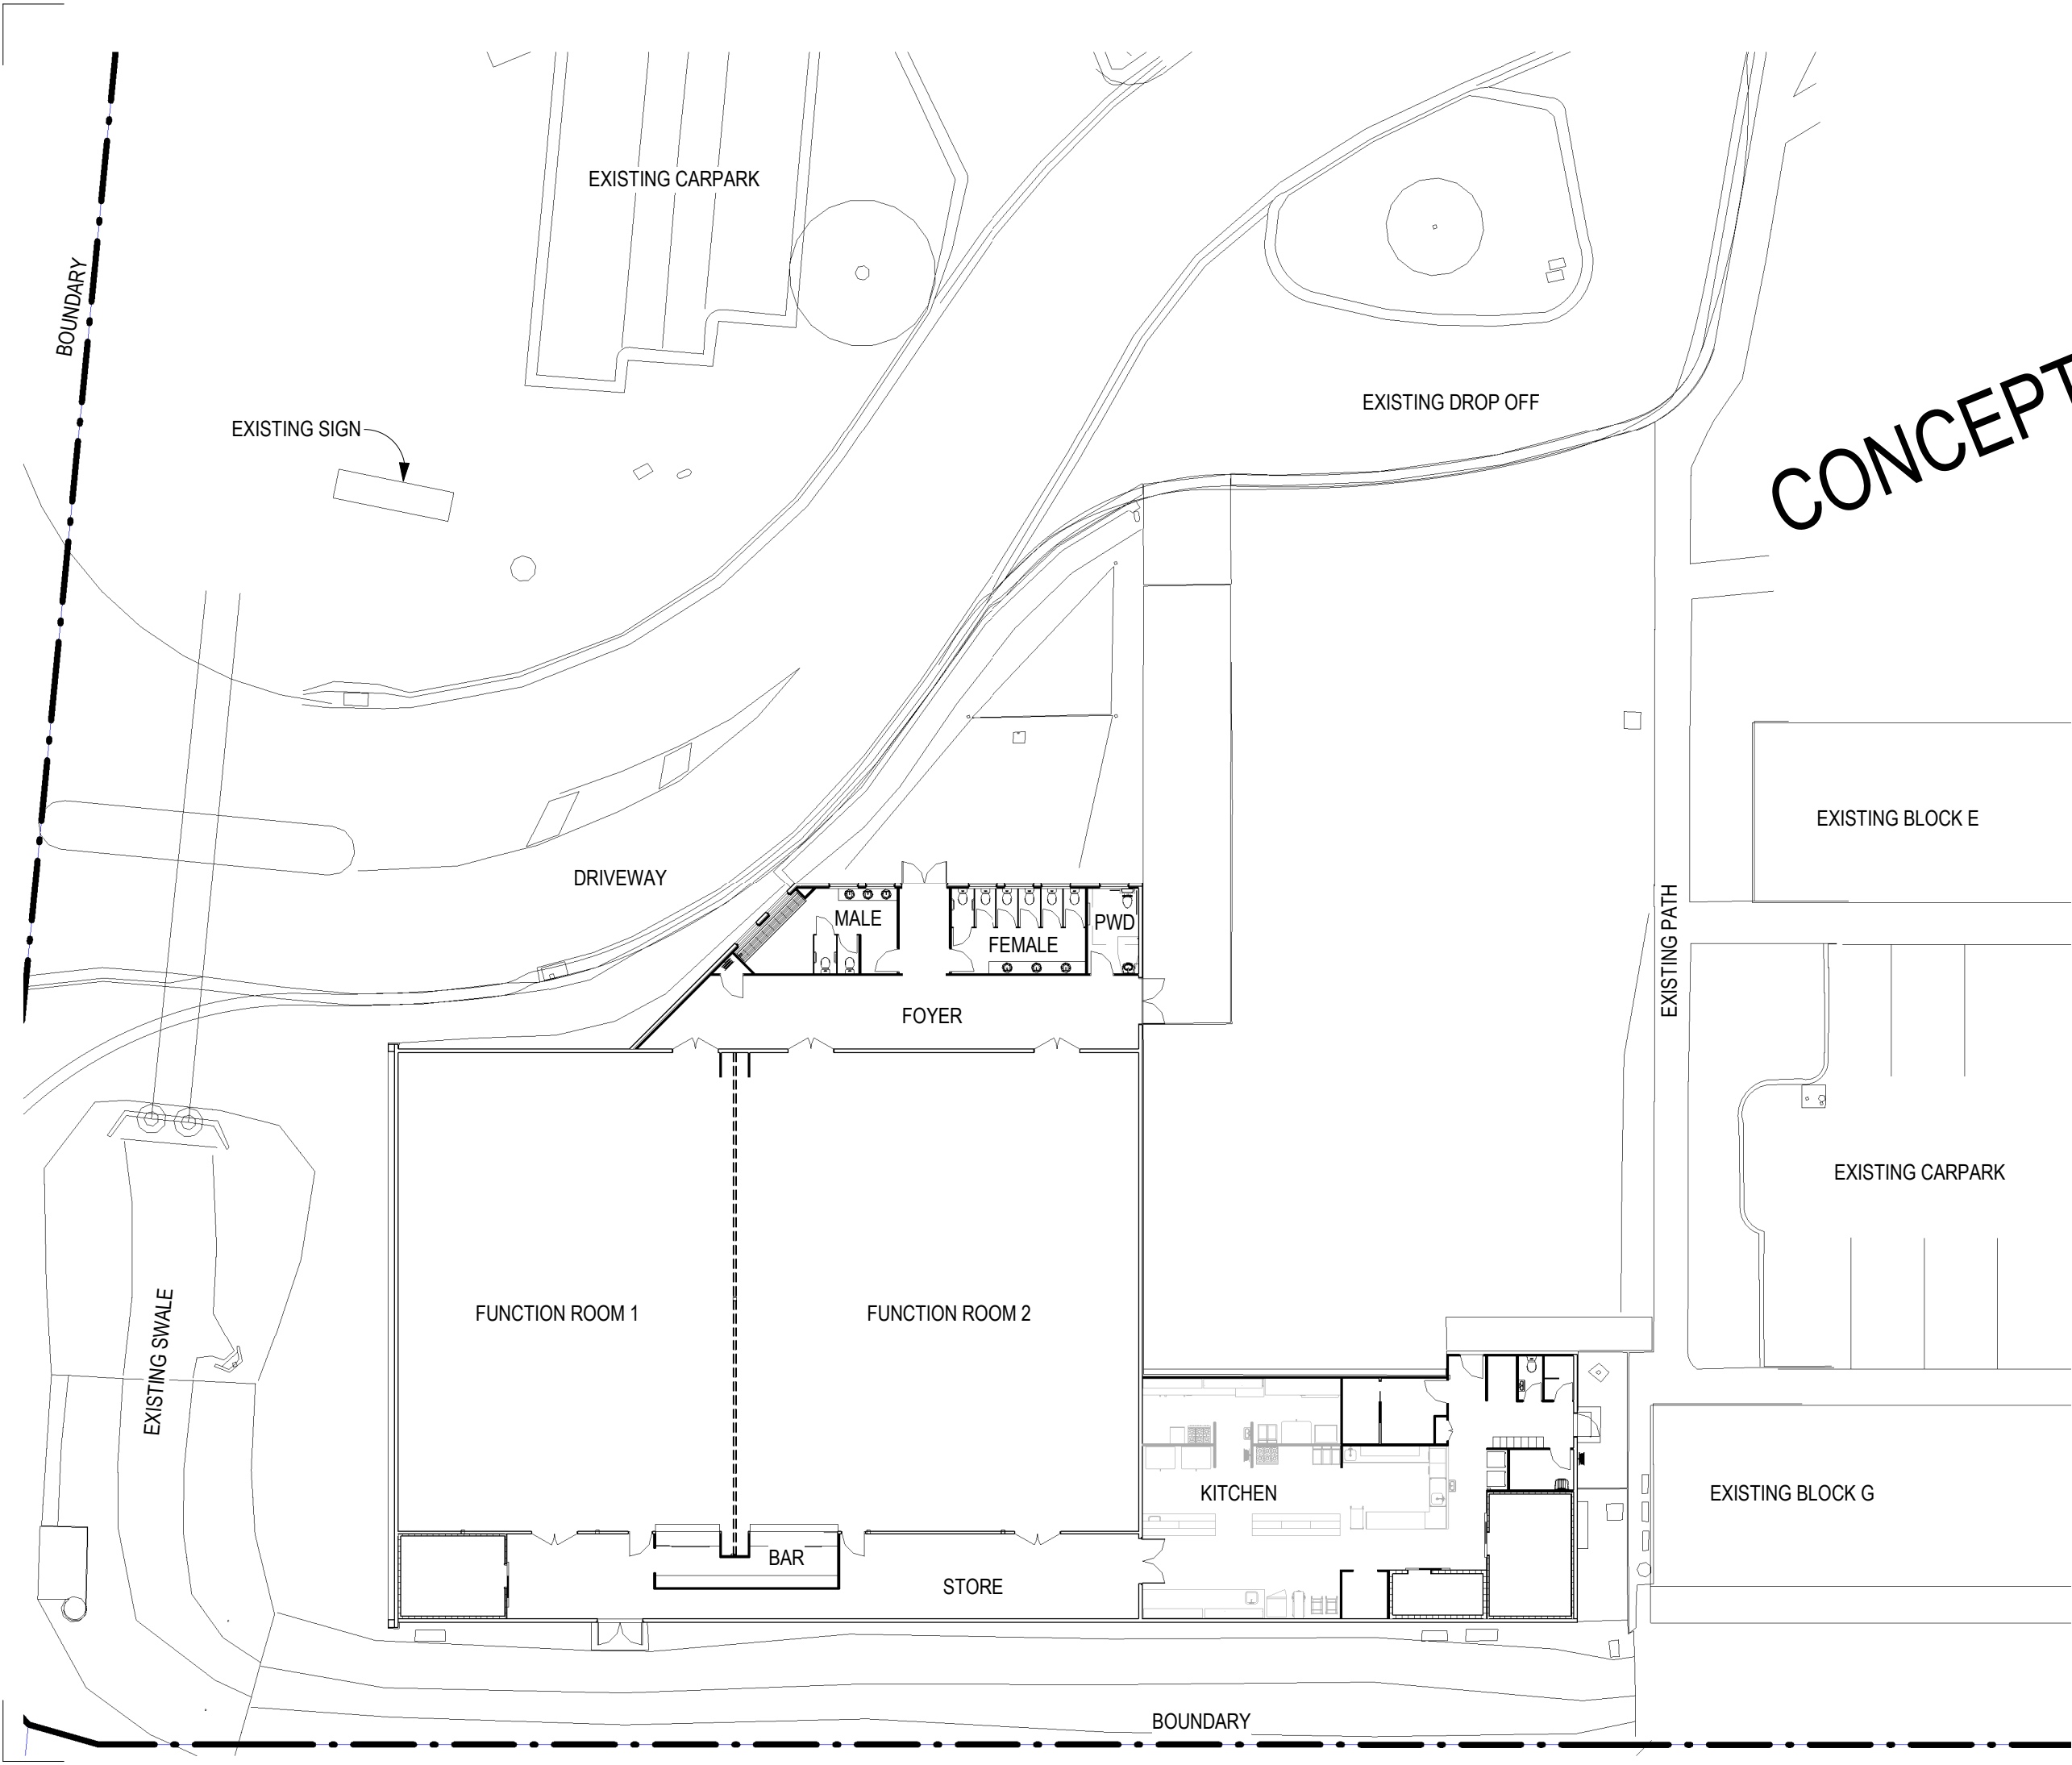 EXISTING CARPARK
BOUNDARY
EXISTING SIGN
EXISTING DROP OFF
CONCEPT
EXISTING BLOCK E
DRIVEWAY
MALE
FEMALE
PWD
EXISTING PATH
FOYER
EXISTING CARPARK
FUNCTION ROOM 1
FUNCTION ROOM 2
EXISTING SWALE
KITCHEN
EXISTING BLOCK G
BAR
STORE
BOUNDARY